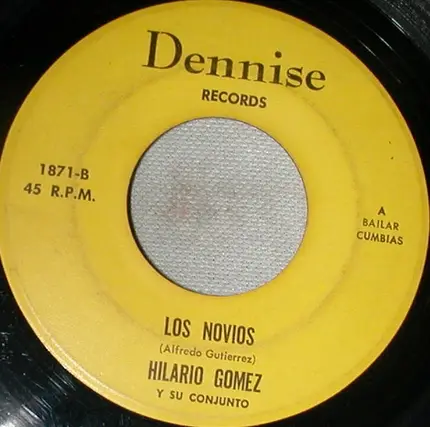 Dennise
RECORDS
1871-B
45 R.P.M.
A
BAILAR
CUMBIAS
LOS NOVIOS
(Alfredo Gutierrez)
HILARIO GOMEZ
Y SU CONJUNTO